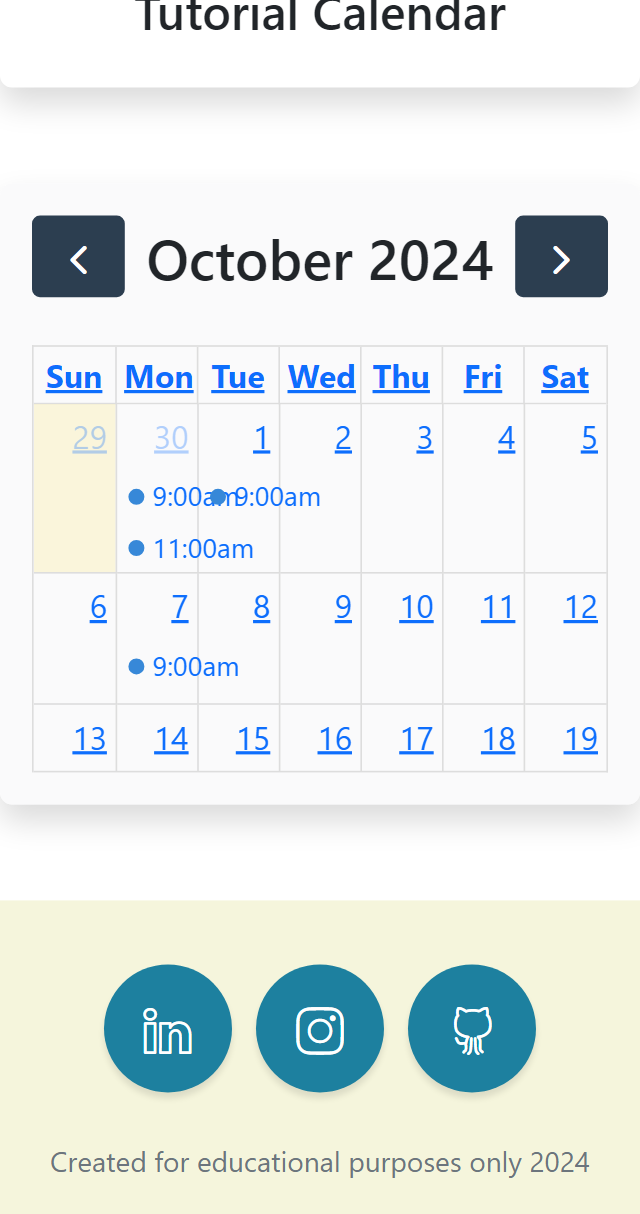 Tutorial Calendar
October 2024
Sun Mon Tue Wed Thu Fri Sat
29 30 1 2 3 4 5
9:00am 9:00am
11:00am
6 7 8 9 10 11 12
9:00am
13 14 15 16 17 18 19
in
Created for educational purposes only 2024